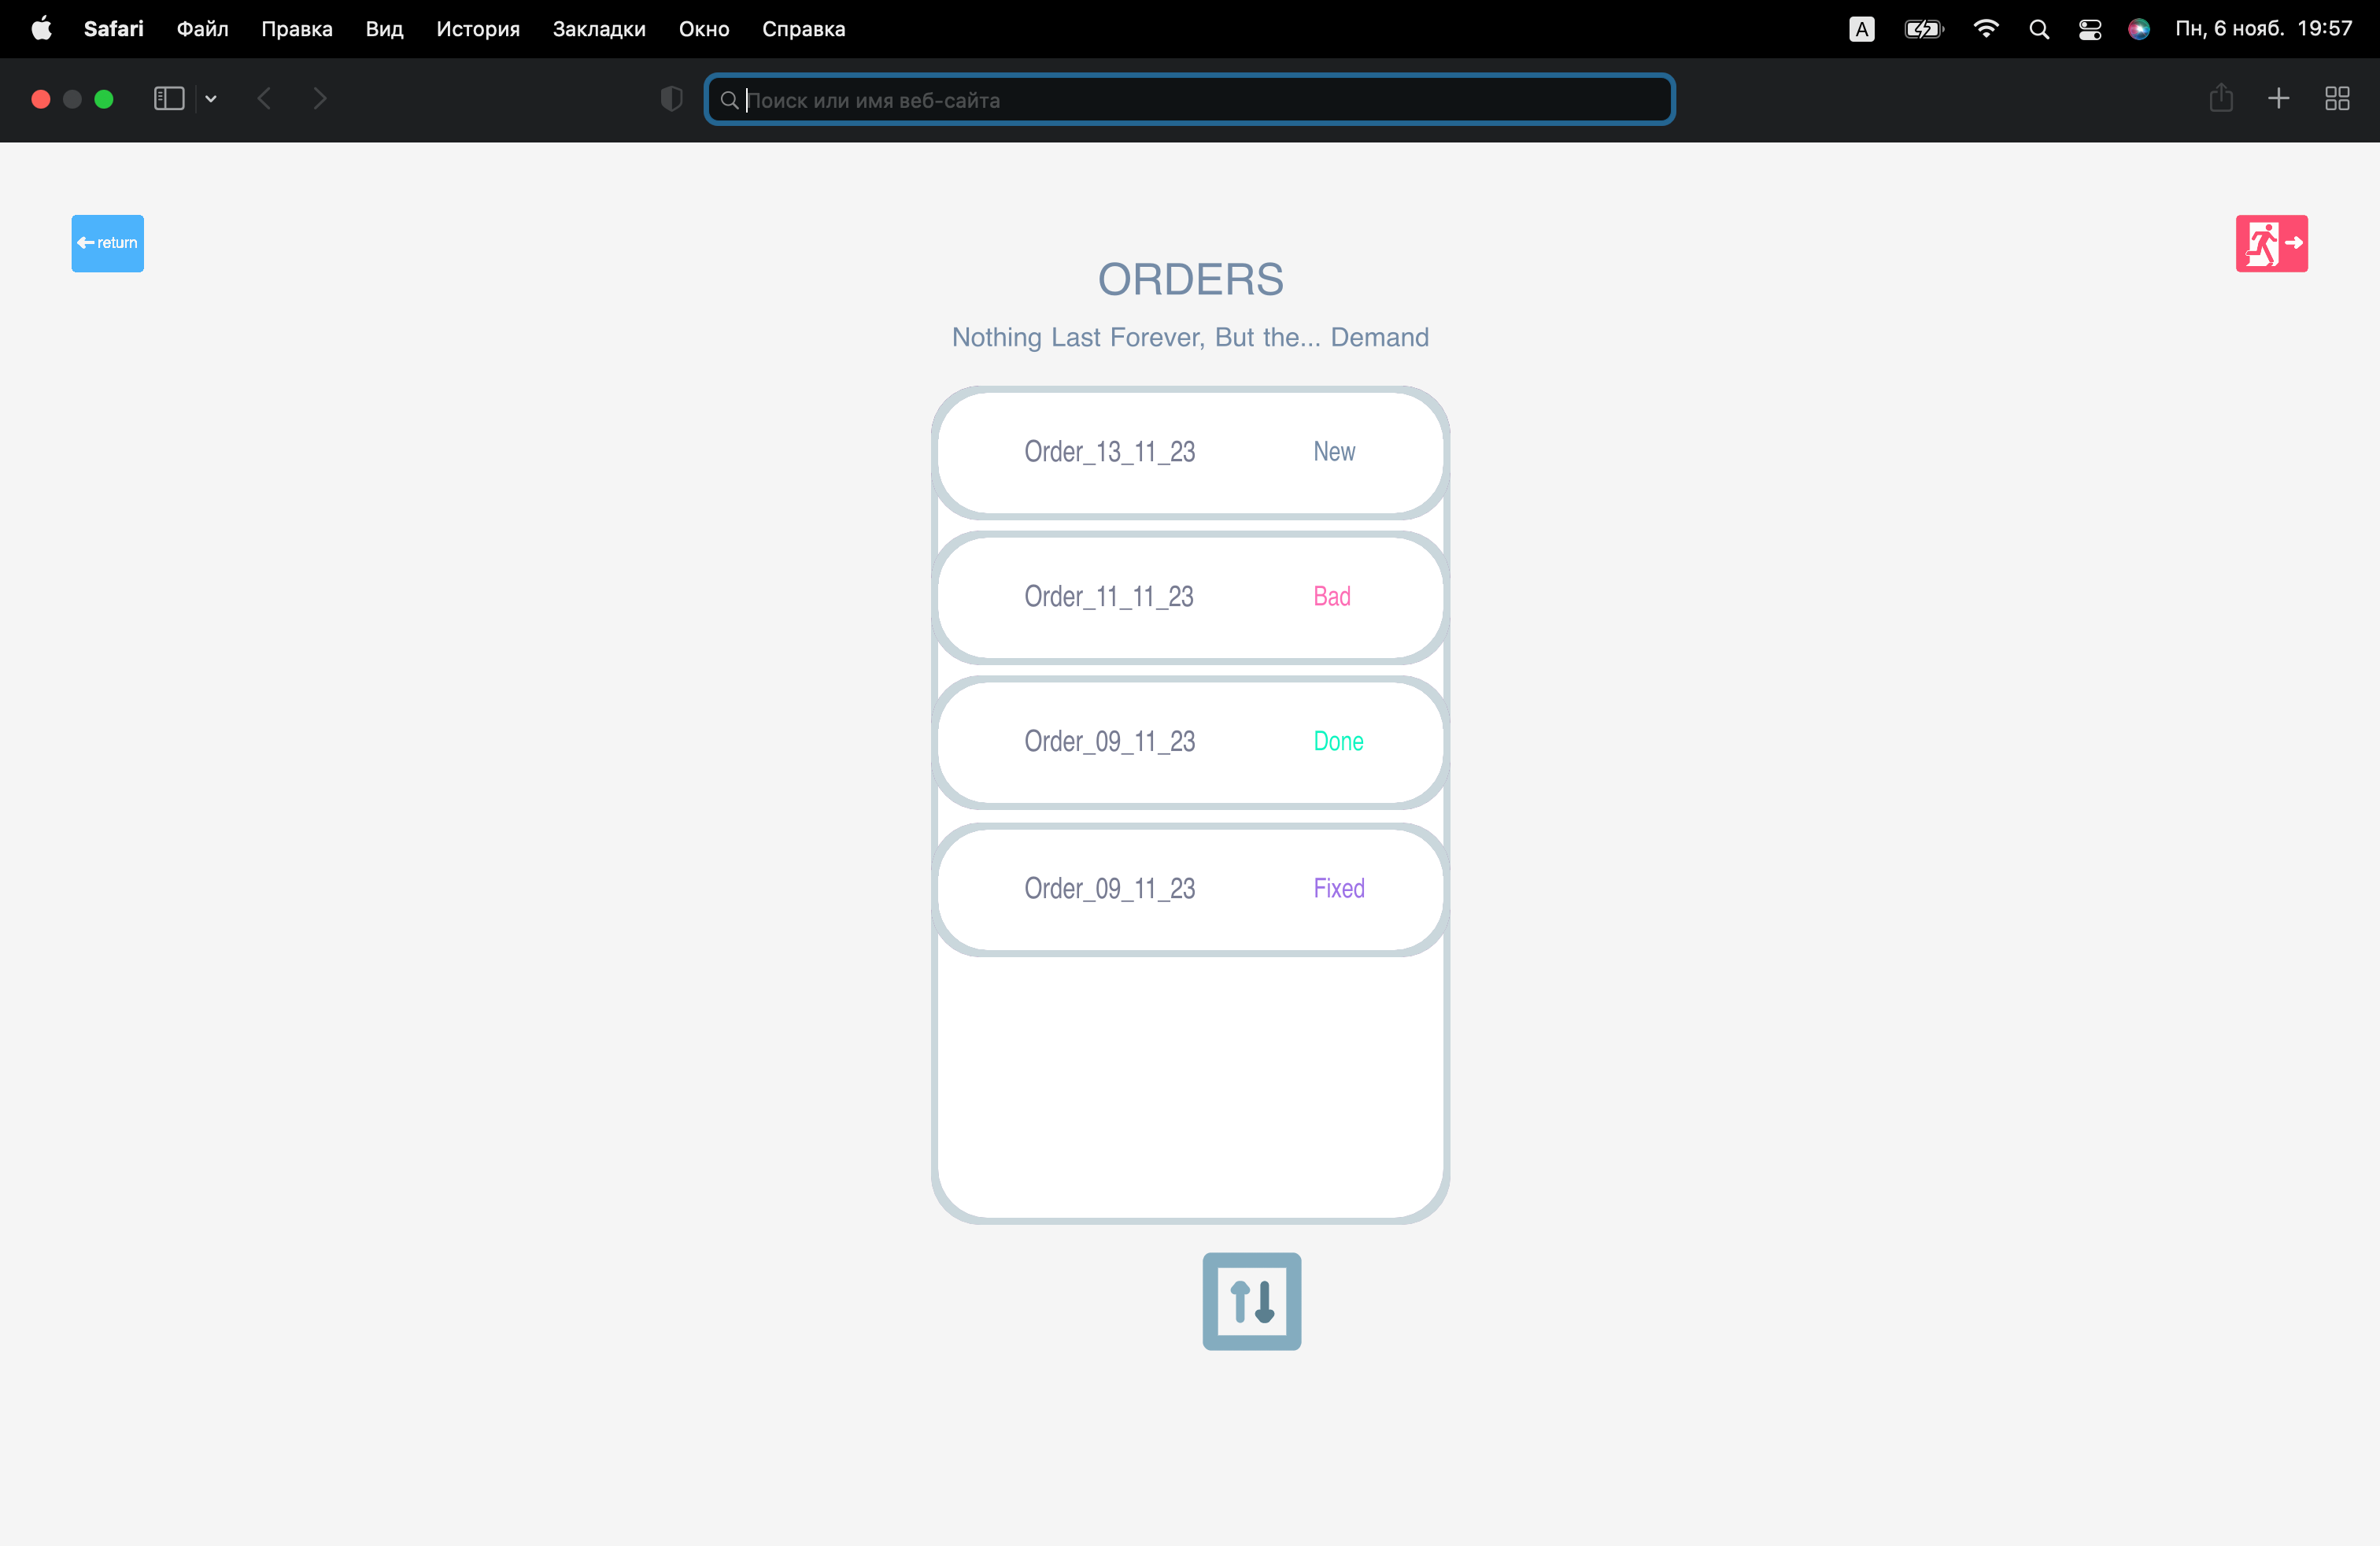 Safari Файл Правка Вид История Закладки Окно Справка A Пн, 6 нояб. 19:57
Поиск или имя веб-сайта
return
ORDERS
Nothing Last Forever, But the... Demand
Order_13_11_23 New
Order_11_11_23 Bad
Order_09_11_23 Done
Order_09_11_23 Fixed